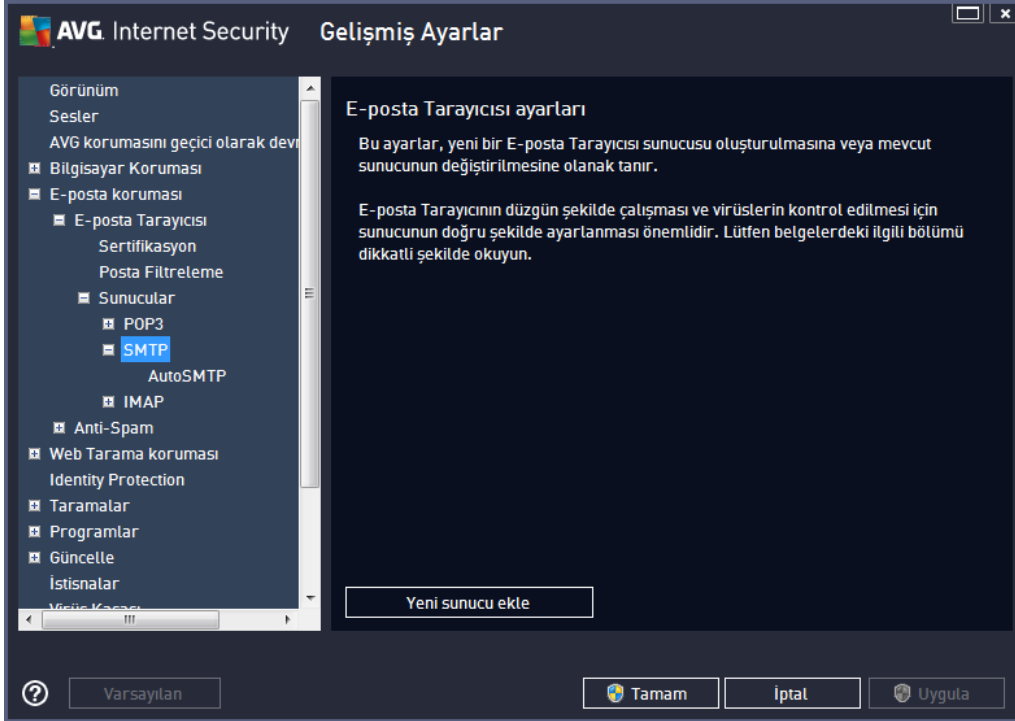 AVG. Internet Security Gelişmiş Ayarlar
Görünüm
Sesler
AVG korumasını geçici olarak devr
Bilgisayar Koruması
E-posta koruması
E-posta Tarayıcısı
Sertifikasyon
Posta Filtreleme
Sunucular
POP3
SMTP
AutoSMTP
IMAP
Anti-Spam
Web Tarama koruması
Identity Protection
Taramalar
Programlar
Güncelle
İstisnalar
Virüs Kasası
E-posta Tarayıcısı ayarları
Bu ayarlar, yeni bir E-posta Tarayıcısı sunucusu oluşturulmasına veya mevcut
sunucunun değiştirilmesine olanak tanır.
E-posta Tarayıcının düzgün şekilde çalışması ve virüslerin kontrol edilmesi için
sunucunun doğru şekilde ayarlanması önemlidir. Lütfen belgelerdeki ilgili bölümü
dikkatli şekilde okuyun.
Yeni sunucu ekle
Varsayılan
Tamam
İptal
Uygula